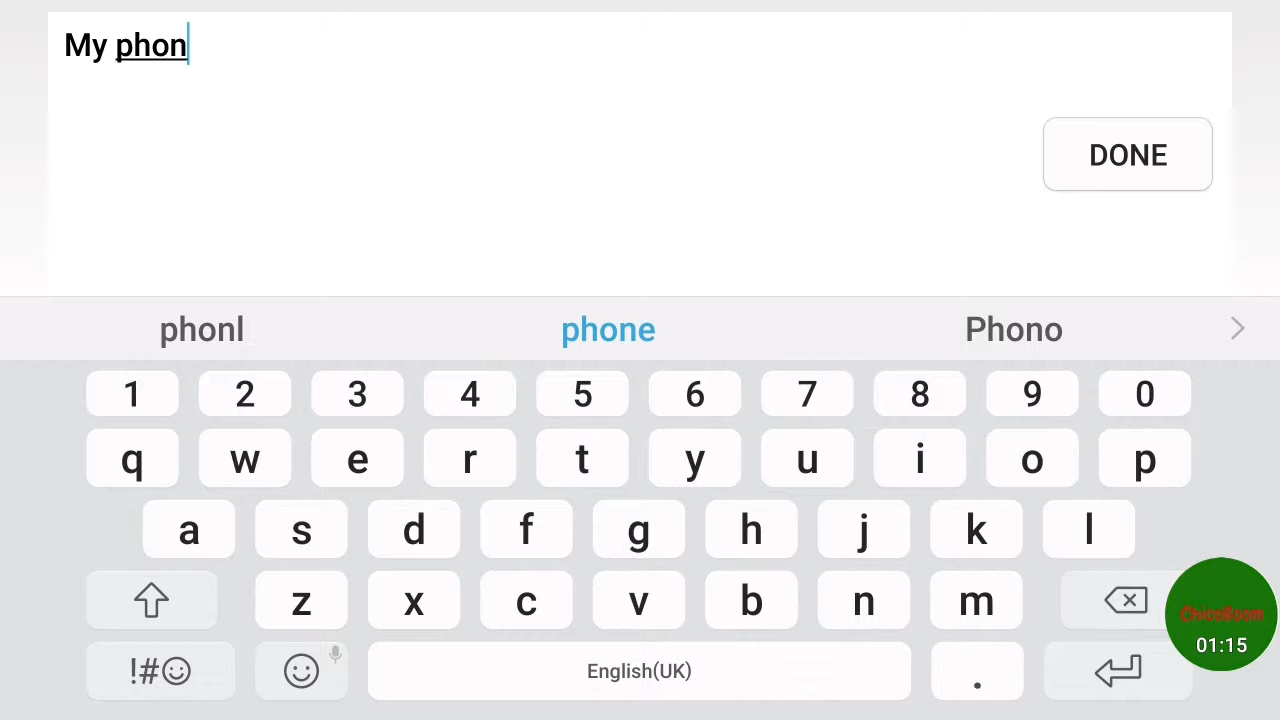 My phon
DONE
phonl phone Phono
1 2 3 4 5 6 7 8 9 0
q w e r t y u i o p
a s d f g h j k l
z x c v b n m
!#
English(UK)
.
01:15